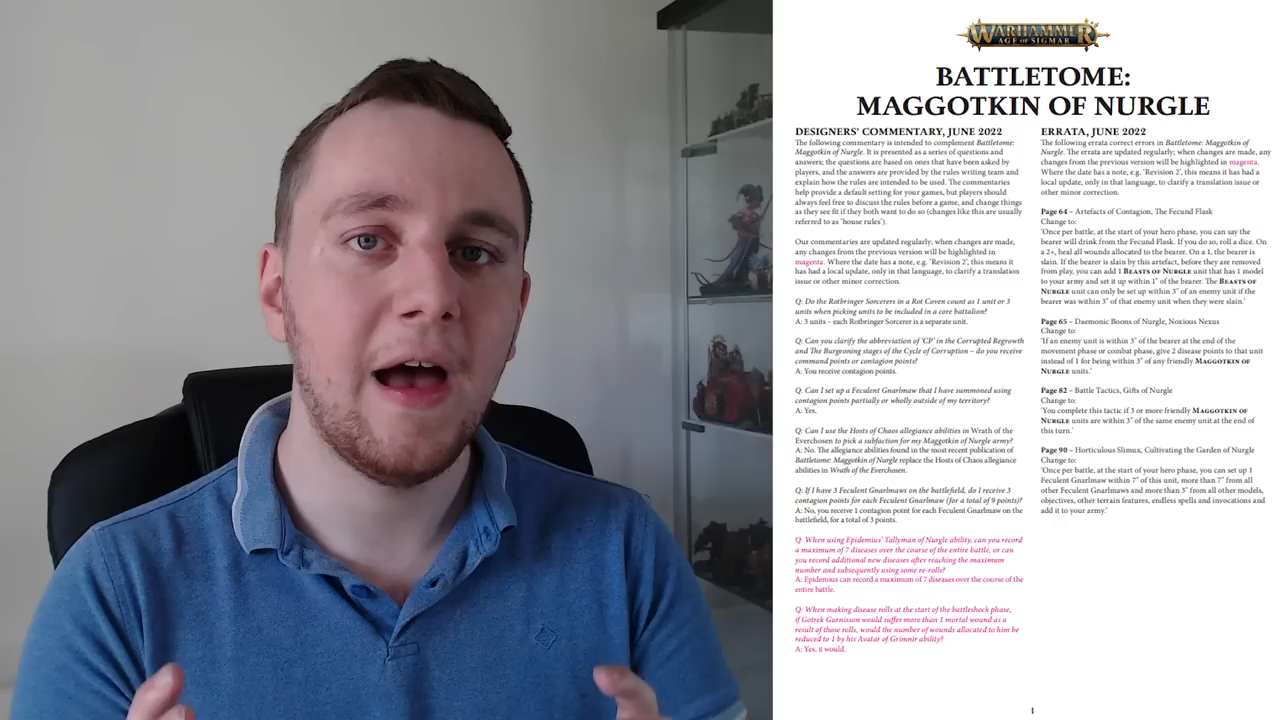 WARHAMMER
AGE OF SIGMAR
BATTLETOME:
MAGGOTKIN OF NURGLE
DESIGNERS' COMMENTARY, JUNE 2022
The following commentary is intended to complement Battletome:
Maggotkin of Nurgle. It is presented as a series of questions and
answers; the questions are based on ones that have been asked by
players, and the answers are provided by the rules writing team and
explain how the rules are intended to be used. The commentaries
help provide a default setting for your games, but players should
always feel free to discuss the rules before a game, and change things
as they see fit if they both want to do so (changes like this are usually
referred to as 'house rules').
Our commentaries are updated regularly; when changes are made,
any changes from the previous version will be highlighted in
magenta. Where the date has a note, e.g. 'Revision 2', this means it
has had a local update, only in that language, to clarify a translation
issue or other minor correction.
Q: Do the Rotbringer Sorcerers in a Rot Coven count as 1 unit or 3
units when picking units to be included in a core battalion?
A: 3 units – each Rotbringer Sorcerer is a separate unit.
Q: Can you clarify the abbreviation of 'CP' in the Corrupted Regrowth
and The Burgeoning stages of the Cycle of Corruption – do you receive
command points or contagion points?
A: You receive contagion points.
Q: Can I set up a Feculent Gnarlmaw that I have summoned using
contagion points partially or wholly outside of my territory?
A: Yes.
Q: Can I use the Hosts of Chaos allegiance abilities in Wrath of the
Everchosen to pick a subfaction for my Maggotkin of Nurgle army?
A: No. The allegiance abilities found in the most recent publication of
Battletome: Maggotkin of Nurgle replace the Hosts of Chaos allegiance
abilities in Wrath of the Everchosen.
Q: If I have 3 Feculent Gnarlmaws on the battlefield, do I receive 3
contagion points for each Feculent Gnarlmaw (for a total of 9 points)?
A: No, you receive 1 contagion point for each Feculent Gnarlmaw on the
battlefield, for a total of 3 points.
Q: When using Epidemius' Tallyman of Nurgle ability, can you record
a maximum of 7 diseases over the course of the entire battle, or can
you record additional new diseases after reaching the maximum
number and subsequently using some re-rolls?
A: Epidemius can record a maximum of 7 diseases over the course of the
entire battle.
Q: When making disease rolls at the start of the battleshock phase,
if Gotrek Gurnisson would suffer more than 1 mortal wound as a
result of those rolls, would the number of wounds allocated to him be
reduced to 1 by his Avatar of Grimnir ability?
A: Yes, it would.
ERRATA, JUNE 2022
The following errata correct errors in Battletome: Maggotkin of
Nurgle. The errata are updated regularly; when changes are made, any
changes from the previous version will be highlighted in magenta.
Where the date has a note, e.g. 'Revision 2', this means it has had a
local update, only in that language, to clarify a translation issue or
other minor correction.
Page 64 – Artefacts of Contagion, The Fecund Flask
Change to:
'Once per battle, at the start of your hero phase, you can say the
bearer will drink from the Fecund Flask. If you do so, roll a dice. On
a 2+, heal all wounds allocated to the bearer. On a 1, the bearer is
slain. If the bearer is slain by this artefact, before they are removed
from play, you can add 1 BEASTS OF NURGLE unit that has 1 model
to your army and set it up within 1" of the bearer. The BEASTS OF
NURGLE unit can only be set up within 3" of an enemy unit if the
bearer was within 3" of that enemy unit when they were slain.'
Page 65 – Daemonic Boons of Nurgle, Noxious Nexus
Change to:
'If an enemy unit is within 3" of the bearer at the end of the
movement phase or combat phase, give 2 disease points to that unit
instead of 1 for being within 3" of any friendly MAGGOTKIN OF
NURGLE units.'
Page 82 – Battle Tactics, Gifts of Nurgle
Change to:
'You complete this tactic if 3 or more friendly MAGGOTKIN OF
NURGLE units are within 3" of the same enemy unit at the end of
this turn.'
Page 90 – Horticulous Slimux, Cultivating the Garden of Nurgle
Change to:
'Once per battle, at the start of your hero phase, you can set up 1
Feculent Gnarlmaw within 7" of this unit, more than 7" from all
other Feculent Gnarlmaws and more than 3" from all other models,
objectives, other terrain features, endless spells and invocations and
add it to your army.'
1